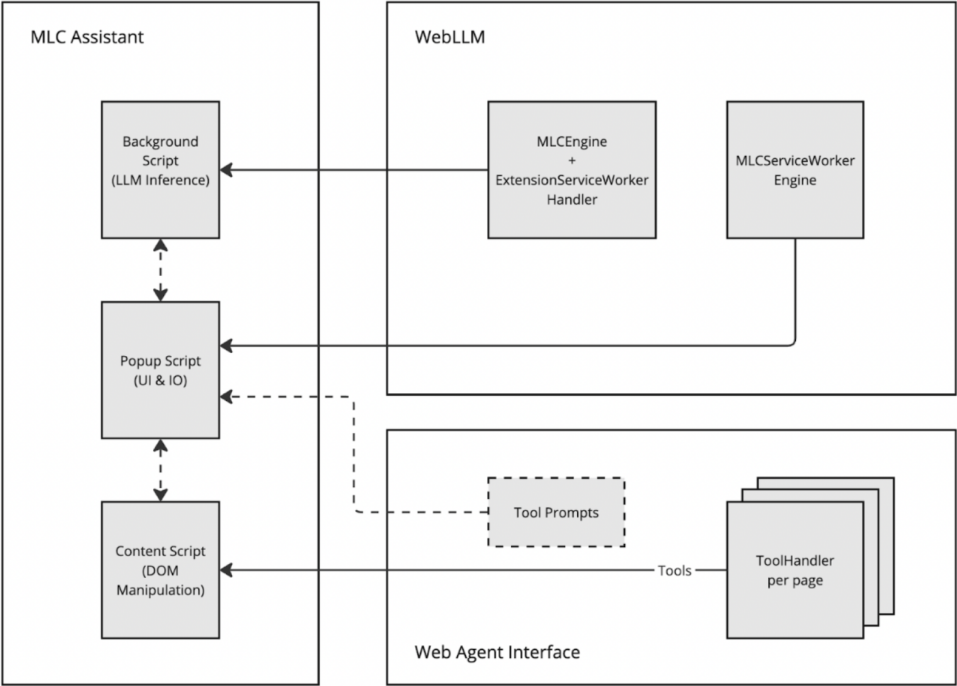 MLC Assistant
Background
Script
(LLM Inference)
Popup Script
(UI & IO)
Content Script
(DOM
Manipulation)
WebLLM
MLCEngine
+
ExtensionServiceWorker
Handler
MLCServiceWorker
Engine
Tool Prompts
Tools
ToolHandler
per page
Web Agent Interface